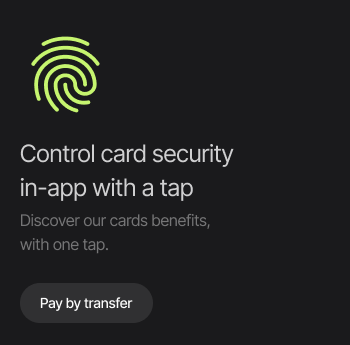 Control card security
in-app with a tap
Discover our cards benefits,
with one tap.
Pay by transfer